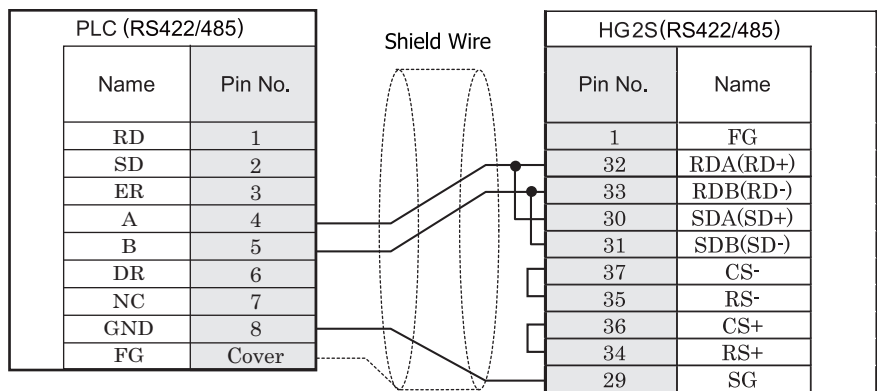 PLC (RS422/485)
Shield Wire
HG2S(RS422/485)
Name Pin No.
Pin No. Name
RD 1
SD 2
ER 3
A 4
B 5
DR 6
NC 7
GND 8
FG Cover
1 FG
32 RDA(RD+)
33 RDB(RD-)
30 SDA(SD+)
31 SDB(SD-)
37 CS-
35 RS-
36 CS+
34 RS+
29 SG